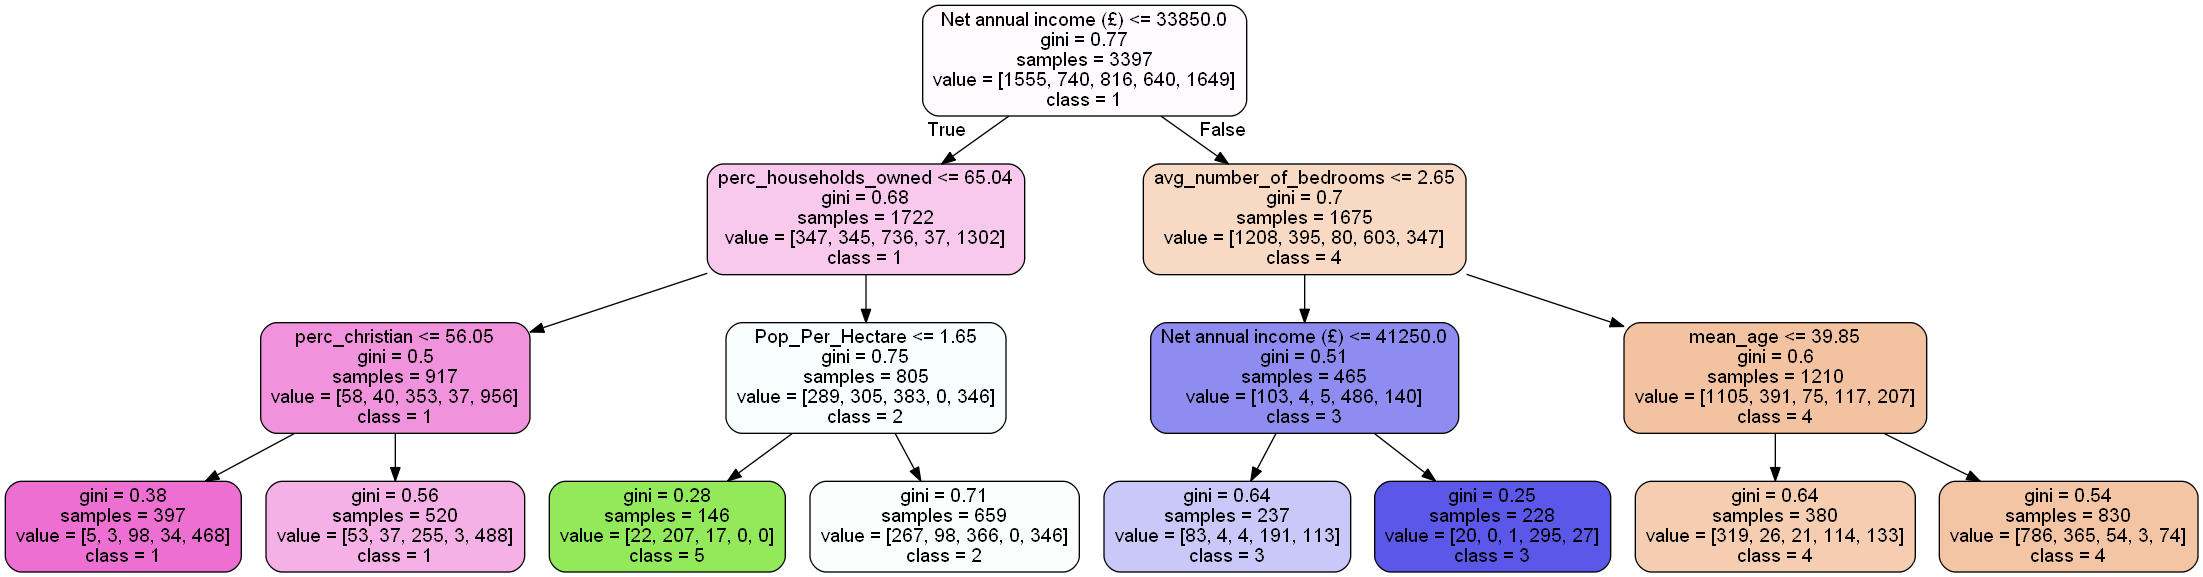 Net annual income (£) <= 33850.0
gini = 0.77
samples = 3397
value = [1555, 740, 816, 640, 1649]
class = 1
True
False
perc_households_owned <= 65.04
gini = 0.68
samples = 1722
value = [347, 345, 736, 37, 1302]
class = 1
avg_number_of_bedrooms <= 2.65
gini = 0.7
samples = 1675
value = [1208, 395, 80, 603, 347]
class = 4
perc_christian <= 56.05
gini = 0.5
samples = 917
value = [58, 40, 353, 37, 956]
class = 1
Pop_Per_Hectare <= 1.65
gini = 0.75
samples = 805
value = [289, 305, 383, 0, 346]
class = 2
Net annual income (£) <= 41250.0
gini = 0.51
samples = 465
value = [103, 4, 5, 486, 140]
class = 3
mean_age <= 39.85
gini = 0.6
samples = 1210
value = [1105, 391, 75, 117, 207]
class = 4
gini = 0.38
samples = 397
value = [5, 3, 98, 34, 468]
class = 1
gini = 0.56
samples = 520
value = [53, 37, 255, 3, 488]
class = 1
gini = 0.28
samples = 146
value = [22, 207, 17, 0, 0]
class = 5
gini = 0.71
samples = 659
value = [267, 98, 366, 0, 346]
class = 2
gini = 0.64
samples = 237
value = [83, 4, 4, 191, 113]
class = 3
gini = 0.25
samples = 228
value = [20, 0, 1, 295, 27]
class = 3
gini = 0.64
samples = 380
value = [319, 26, 21, 114, 133]
class = 4
gini = 0.54
samples = 830
value = [786, 365, 54, 3, 74]
class = 4